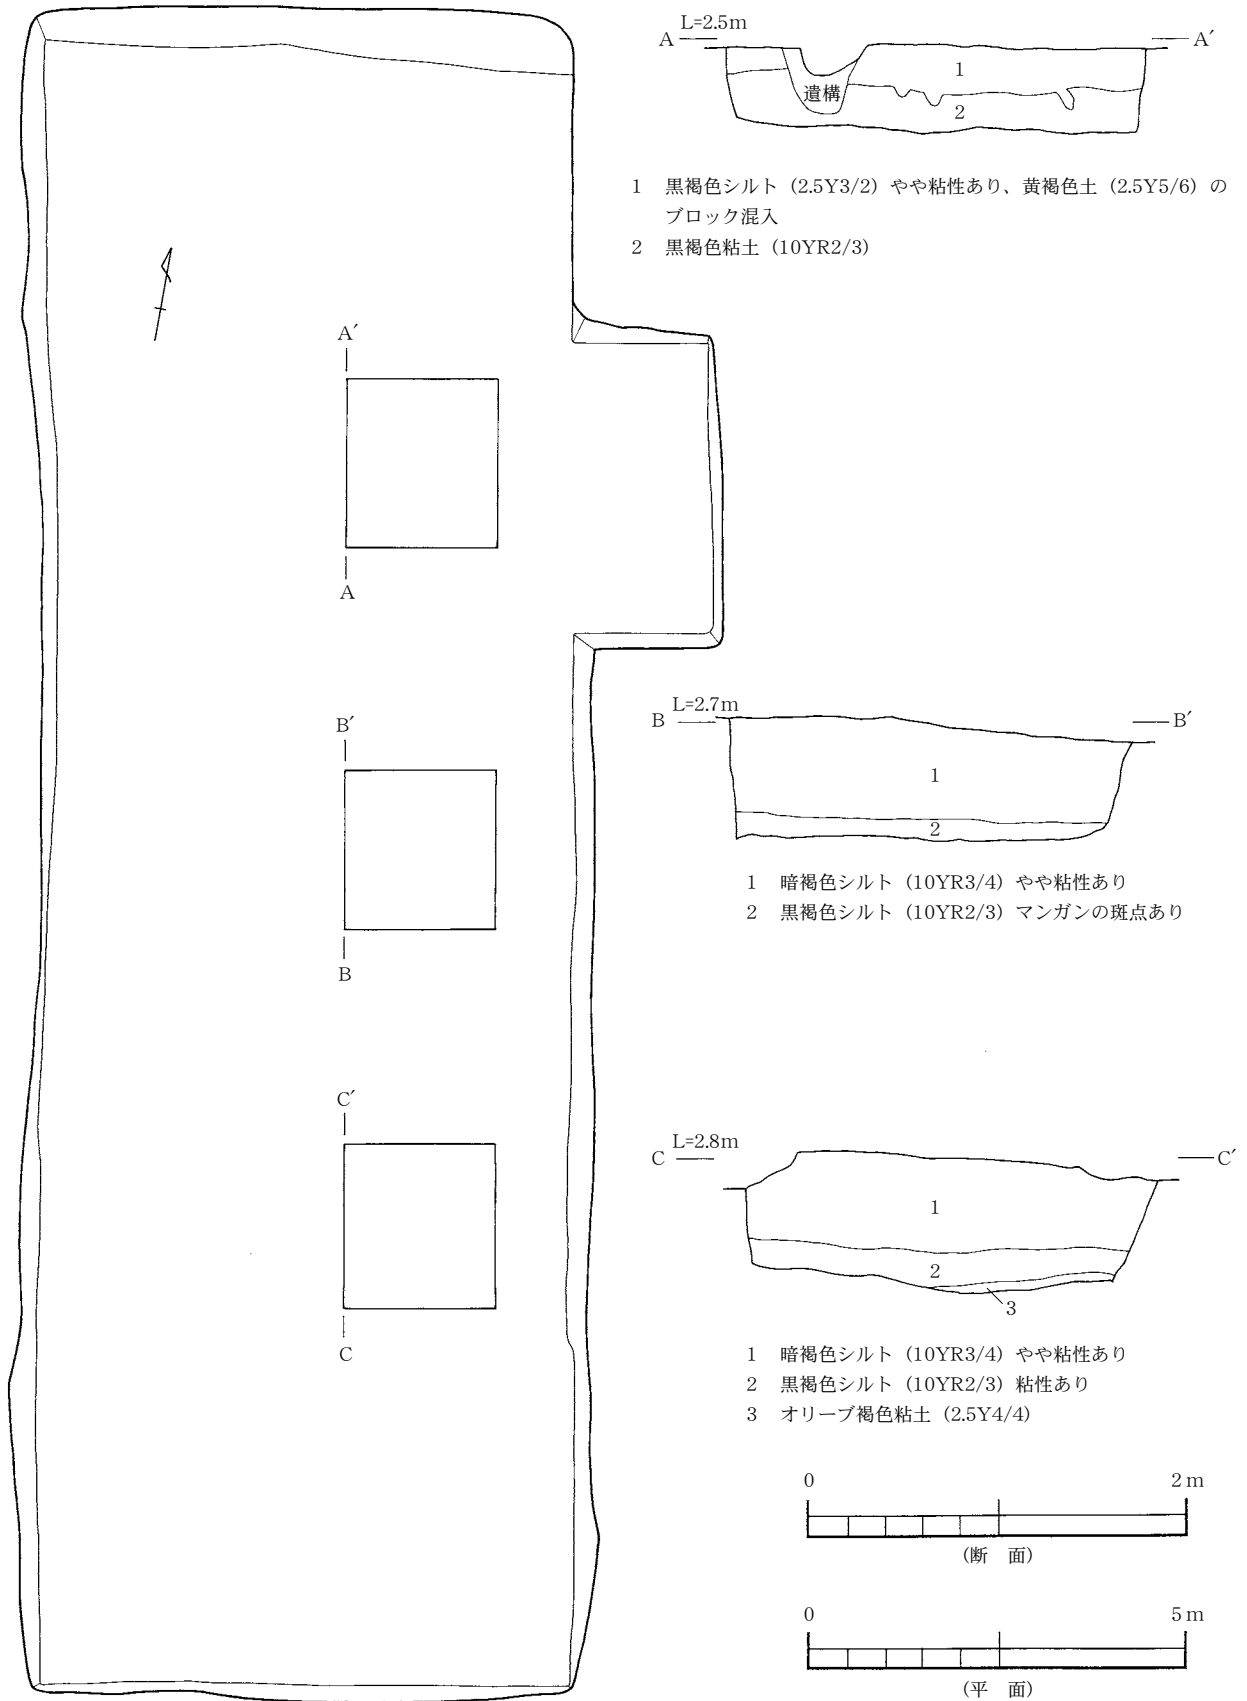 L=2.5m
A
A′
1
遺構
2
1 黒褐色シルト（2.5Y3/2）やや粘性あり、黄褐色土（2.5Y5/6）の
ブロック混入
2 黒褐色粘土（10YR2/3）
A′
A
B′
B
C′
C
L=2.7m
B
B′
1
2
1 暗褐色シルト（10YR3/4）やや粘性あり
2 黒褐色シルト（10YR2/3）マンガンの斑点あり
L=2.8m
C
C′
1
2
3
1 暗褐色シルト（10YR3/4）やや粘性あり
2 黒褐色シルト（10YR2/3）粘性あり
3 オリーブ褐色粘土（2.5Y4/4）
0 2m
（断 面）
0 5m
（平 面）